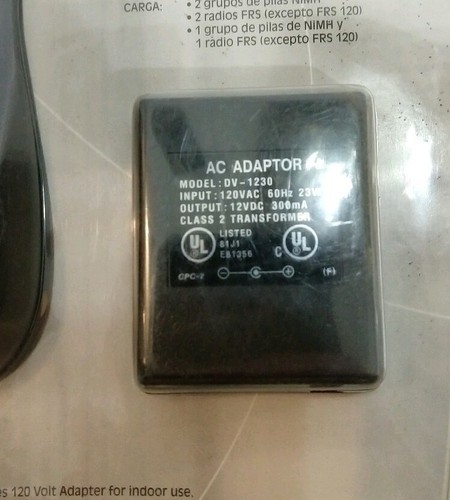 CARGA:
• 2 grupos de pilas NiMH
• 2 radios FRS (excepto FRS 120)
• 1 grupo de pilas de NiMH y
1 radio FRS (excepto FRS 120)
AC ADAPTOR
MODEL: DV-1230
INPUT: 120VAC 60Hz 23W
OUTPUT: 12VDC 300mA
CLASS 2 TRANSFORMER
UL LISTED C UL
61J1
E61356
CPC-2 - + (F)
120 Volt Adapter for indoor use.